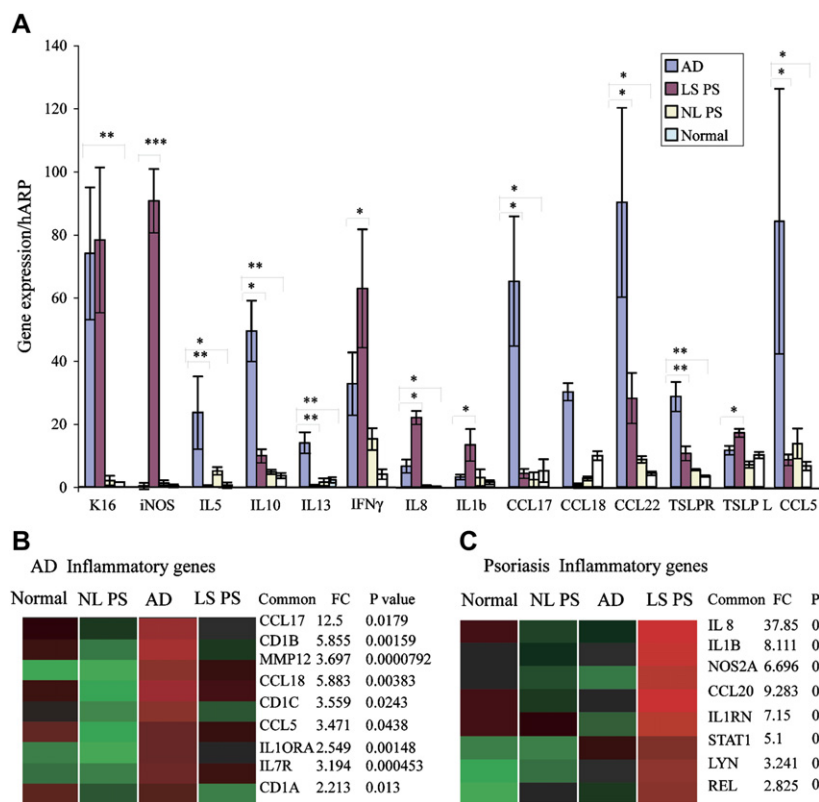 A
140
120
100
80
60
40
20
0
Gene expression/hARP
AD
LS PS
NL PS
Normal
** *** * ** * ** ** ** * * * * * * * * * ** ** * * *
K16 iNOS IL5 IL10 IL13 IFNγ IL8 IL1b CCL17 CCL18 CCL22 TSLPR TSLP L CCL5
B
AD Inflammatory genes
Normal NL PS AD LS PS Common FC P value
CCL17 12.5 0.0179
CD1B 5.855 0.00159
MMP12 3.697 0.0000792
CCL18 5.883 0.00383
CD1C 3.559 0.0243
CCL5 3.471 0.0438
IL1ORA 2.549 0.00148
IL7R 3.194 0.000453
CD1A 2.213 0.013
C
Psoriasis Inflammatory genes
Normal NL PS AD LS PS Common FC P
IL 8 37.85 0
IL1B 8.111 0
NOS2A 6.696 0
CCL20 9.283 0
IL1RN 7.15 0
STAT1 5.1 0
LYN 3.241 0
REL 2.825 0